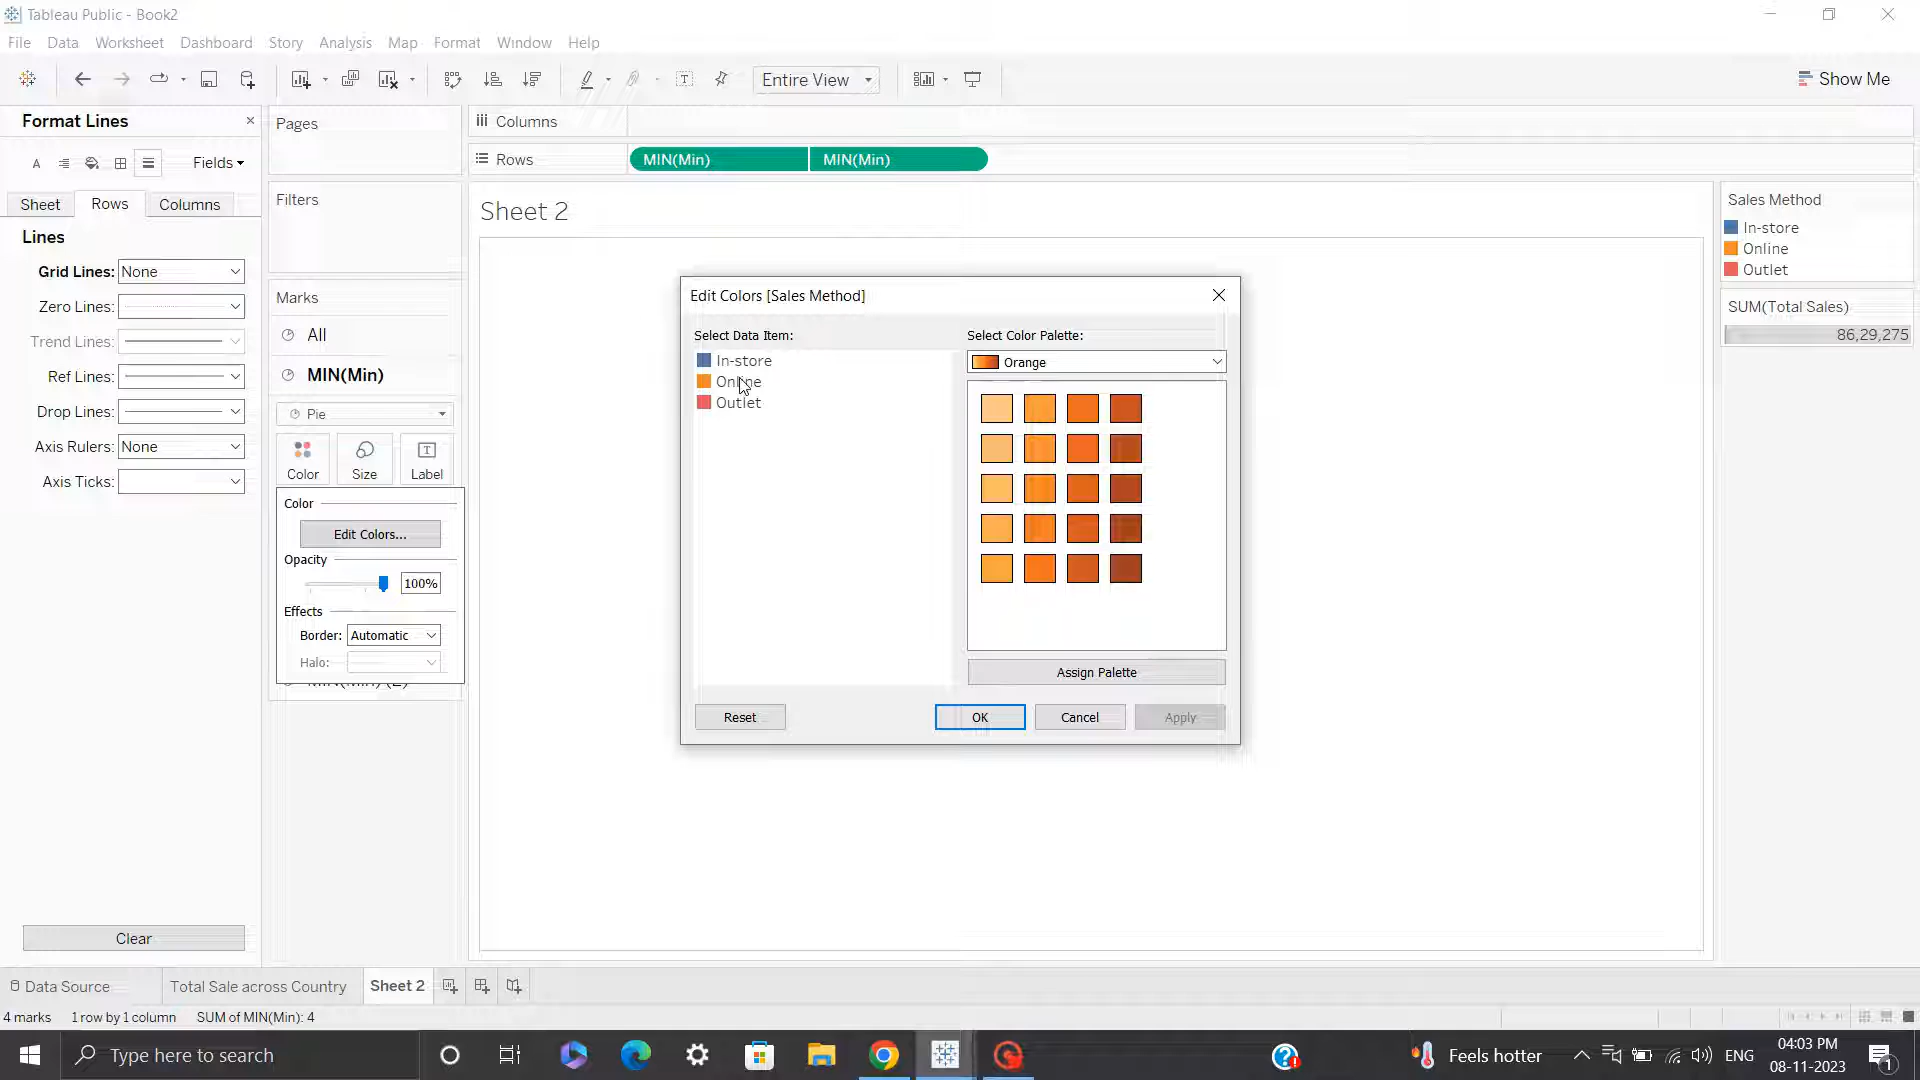 Tableau Public - Book2
File Data Worksheet Dashboard Story Analysis Map Format Window Help
Entire View
Show Me
Format Lines
Fields
Sheet Rows Columns
Lines
Grid Lines: None
Zero Lines:
Trend Lines:
Ref Lines:
Drop Lines:
Axis Rulers: None
Axis Ticks:
Clear
Pages
Filters
Marks
All
MIN(Min)
Pie
Color Size Label
Color
Edit Colors...
Opacity
100%
Effects
Border: Automatic
Halo:
Columns
Rows MIN(Min) MIN(Min)
Sheet 2
Edit Colors [Sales Method]
Select Data Item:
In-store
Online
Outlet
Select Color Palette:
Orange
Assign Palette
Reset OK Cancel Apply
Sales Method
In-store
Online
Outlet
SUM(Total Sales)
86,29,275
Data Source Total Sale across Country Sheet 2
4 marks 1 row by 1 column SUM of MIN(Min): 4
Type here to search
Feels hotter
ENG
04:03 PM
08-11-2023
1